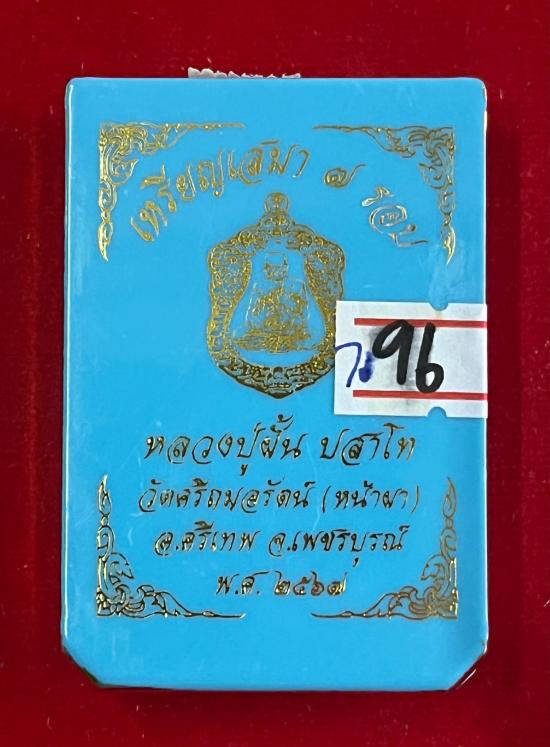 เหรียญเสมา ๗ รอบ
ว.96
หลวงปู่ผั้น ปสาโท
วัดศรีถมอรัตน์ (หน้าผา)
อ.ศรีเทพ จ.เพชรบูรณ์
พ.ศ. ๒๕๖๗